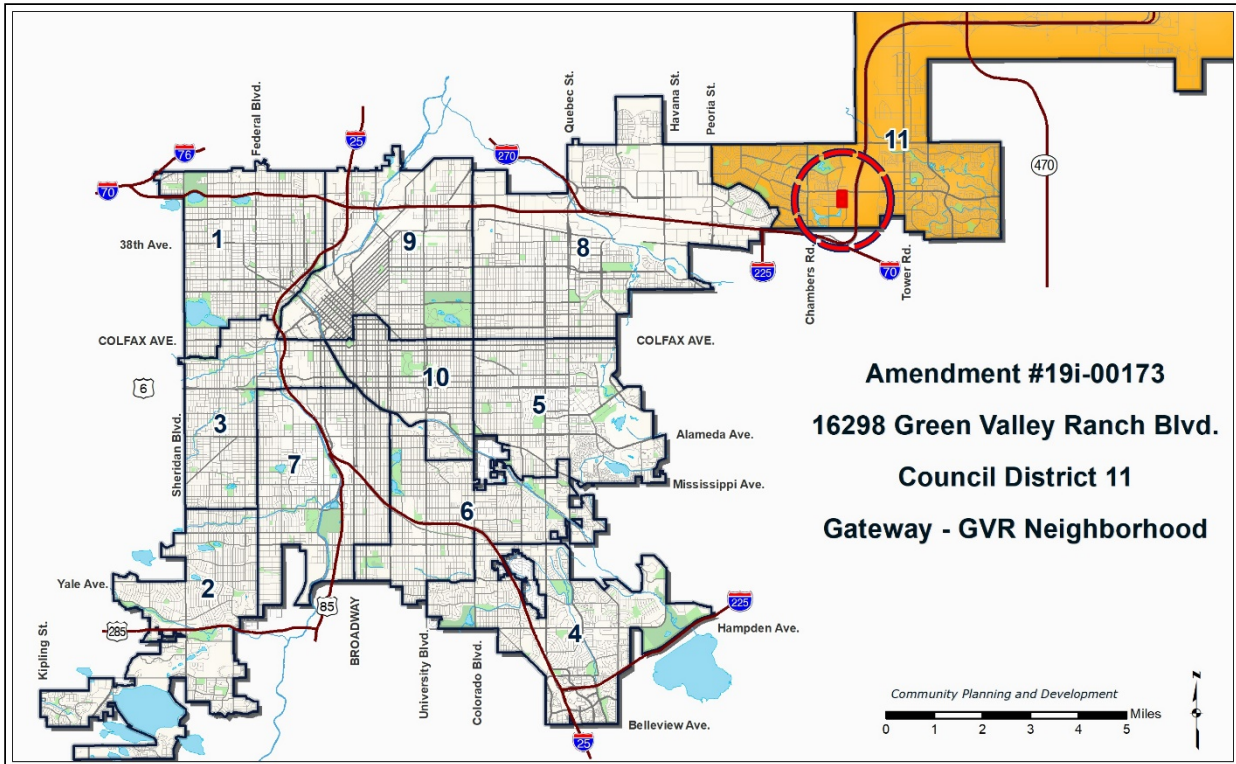 Federal Blvd.
25
76
70
270
Quebec St.
Havana St.
Peoria St.
11
470
38th Ave.
1
9
8
225
Chambers Rd.
70
Tower Rd.
COLFAX AVE.
COLFAX AVE.
6
10
5
3
Sheridan Blvd.
7
Alameda Ave.
Mississippi Ave.
6
Amendment #19i-00173
16298 Green Valley Ranch Blvd.
Council District 11
Gateway - GVR Neighborhood
Yale Ave.
2
85
BROADWAY
285
Kipling St.
University Blvd.
Colorado Blvd.
4
225
Hampden Ave.
Belleview Ave.
25
Community Planning and Development
Miles
0 1 2 3 4 5
N